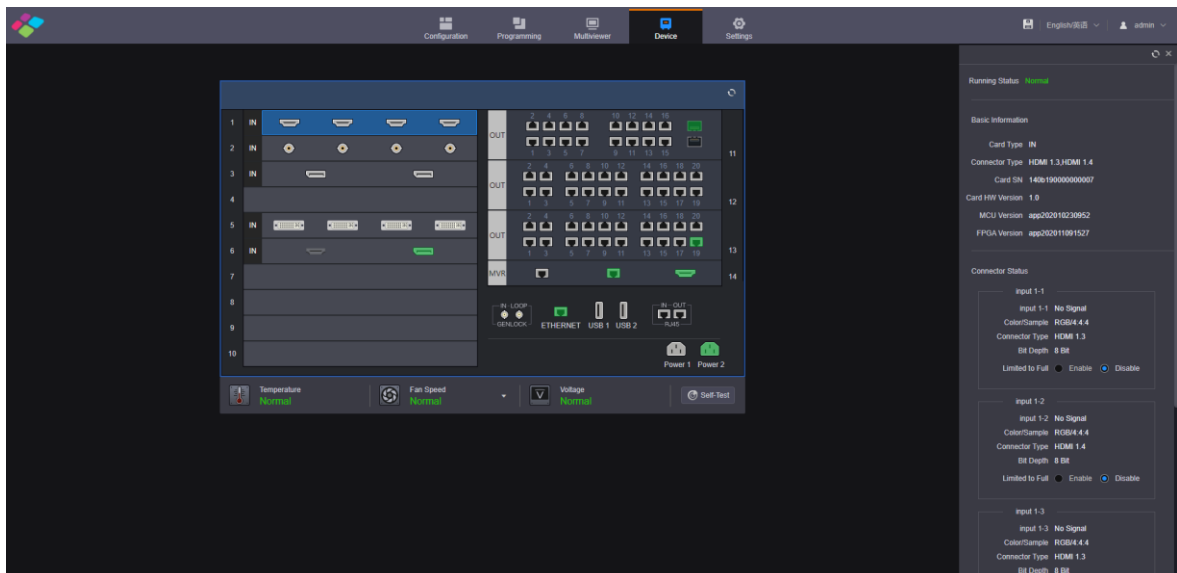 Configuration Programming Multiviewer Device Settings English/英语 admin
1 IN
2 IN
3 IN
4
5 IN
6 IN
7
8
9
10
OUT 2 4 6 8 10 12 14 16
1 3 5 7 9 11 13 15 11
OUT 2 4 6 8 10 12 14 16 18 20
1 3 5 7 9 11 13 15 17 19 12
OUT 2 4 6 8 10 12 14 16 18 20
1 3 5 7 9 11 13 15 17 19 13
MVR 14
IN - LOOP IN - OUT
GENLOCK ETHERNET USB 1 USB 2 RJ45
Power 1 Power 2
Temperature Fan Speed Voltage
Normal Normal V Normal Self-Test
Running Status Normal
Basic Information
Card Type IN
Connector Type HDMI 1.3,HDMI 1.4
Card SN 140b190000000007
Card HW Version 1.0
MCU Version app202010230952
FPGA Version app202011091527
Connector Status
input 1-1
input 1-1 No Signal
Color/Sample RGB/4:4:4
Connector Type HDMI 1.3
Bit Depth 8 Bit
Limited to Full Enable Disable
input 1-2
input 1-2 No Signal
Color/Sample RGB/4:4:4
Connector Type HDMI 1.4
Bit Depth 8 Bit
Limited to Full Enable Disable
input 1-3
input 1-3 No Signal
Color/Sample RGB/4:4:4
Connector Type HDMI 1.3
Bit Depth 8 Bit